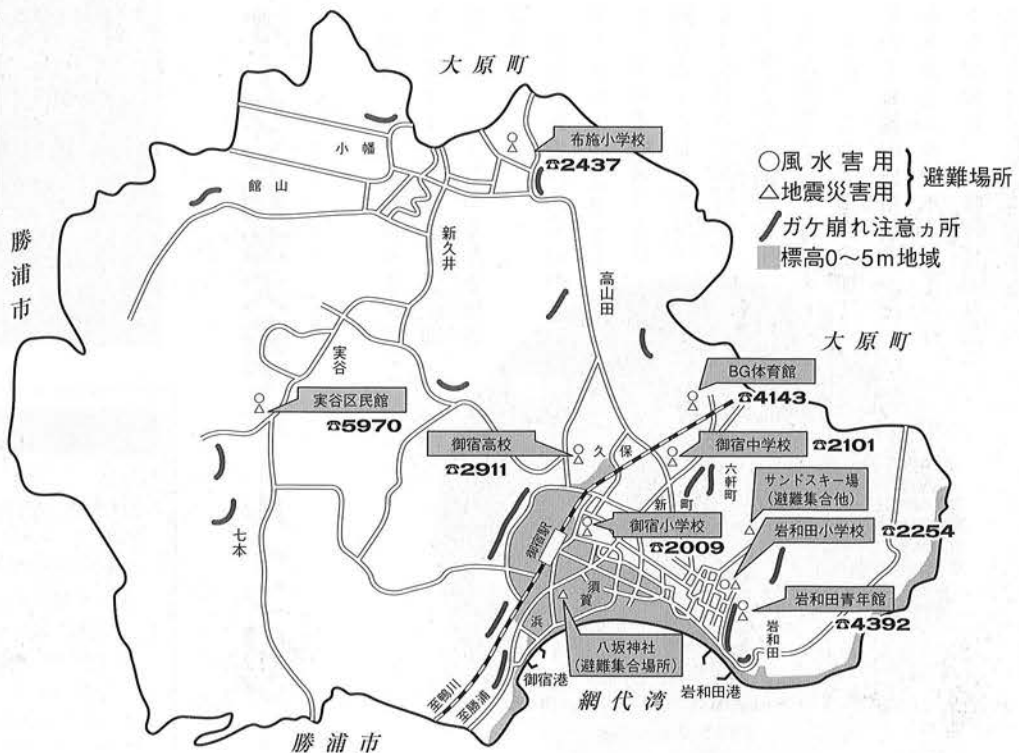 大原町
布施小学校
☎2437
小幡
館山
新久井
高山田
勝浦市
○風水害用
△地震災害用
避難場所
ガケ崩れ注意ヵ所
標高0〜5m地域
大原町
実谷
実谷区民館
☎5970
BG体育館
☎4143
御宿高校
☎2911
久保
御宿中学校
☎2101
六軒町
新町
サンドスキー場
(避難集合他)
御宿駅
御宿小学校
☎2009
岩和田小学校
☎2254
七本
須賀
浜
岩和田青年館
☎4392
岩和田
八坂神社
(避難集合場所)
御宿港
岩和田港
網代湾
至鴨川
至勝浦
勝浦市